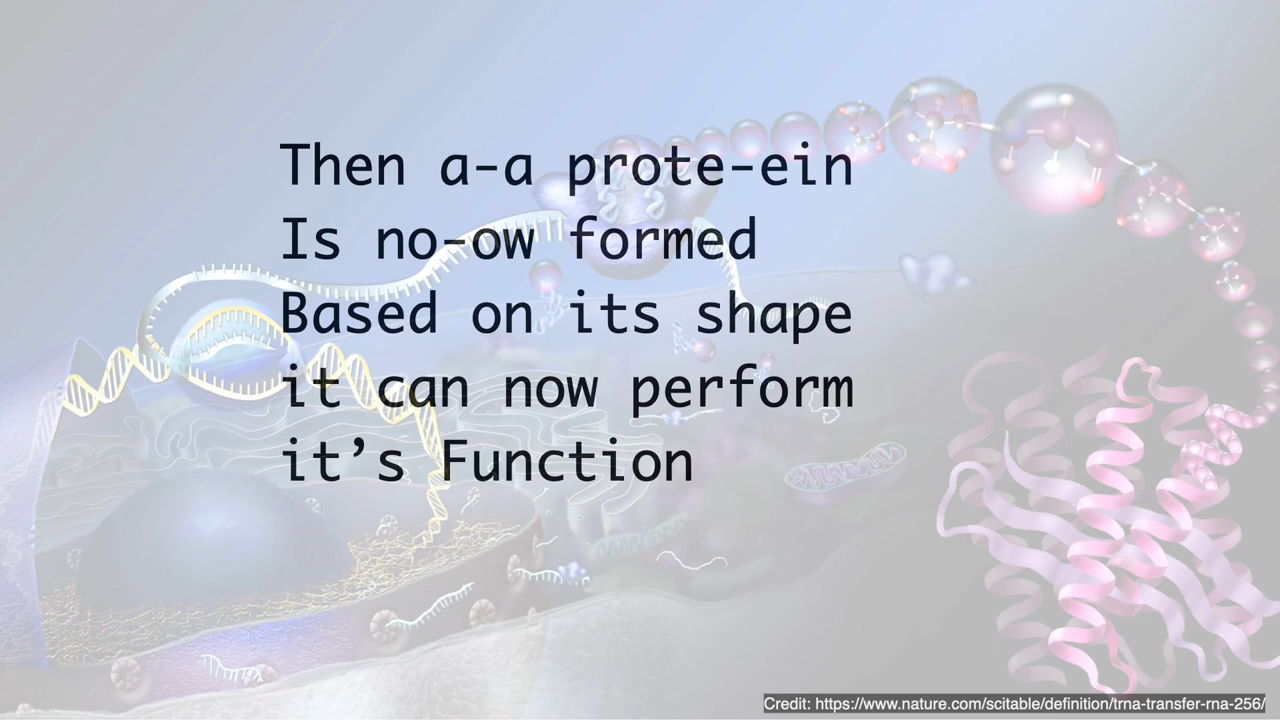 Then a-a prote-ein
Is no-ow formed
Based on its shape
it can now perform
it’s Function
Credit: https://www.nature.com/scitable/definition/trna-transfer-rna-256/